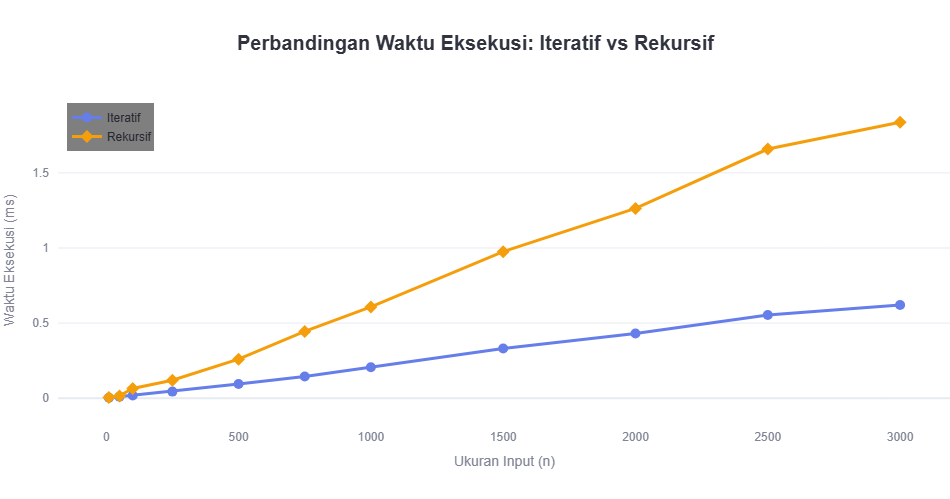 Perbandingan Waktu Eksekusi: Iteratif vs Rekursif
Iteratif
Rekursif
Waktu Eksekusi (ms)
1.5
1
0.5
0
0 500 1000 1500 2000 2500 3000
Ukuran Input (n)